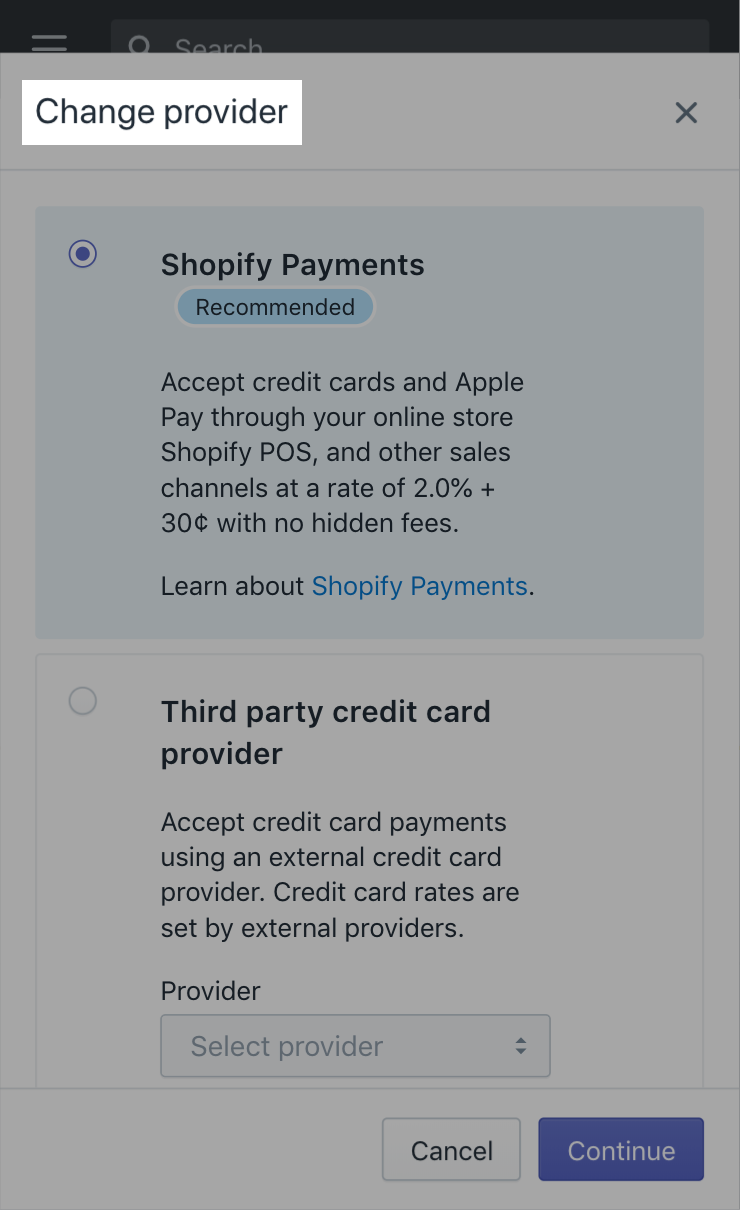 Search
Change provider
Shopify Payments
Recommended
Accept credit cards and Apple
Pay through your online store
Shopify POS, and other sales
channels at a rate of 2.0% +
30¢ with no hidden fees.
Learn about Shopify Payments.
Third party credit card
provider
Accept credit card payments
using an external credit card
provider. Credit card rates are
set by external providers.
Provider
Select provider
Cancel
Continue